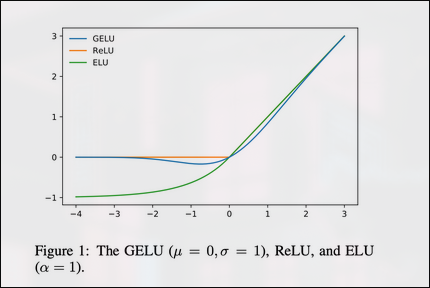 GELU
ReLU
ELU
3
2
1
0
−1
−4 −3 −2 −1 0 1 2 3
Figure 1: The GELU (μ = 0, σ = 1), ReLU, and ELU
(α = 1).